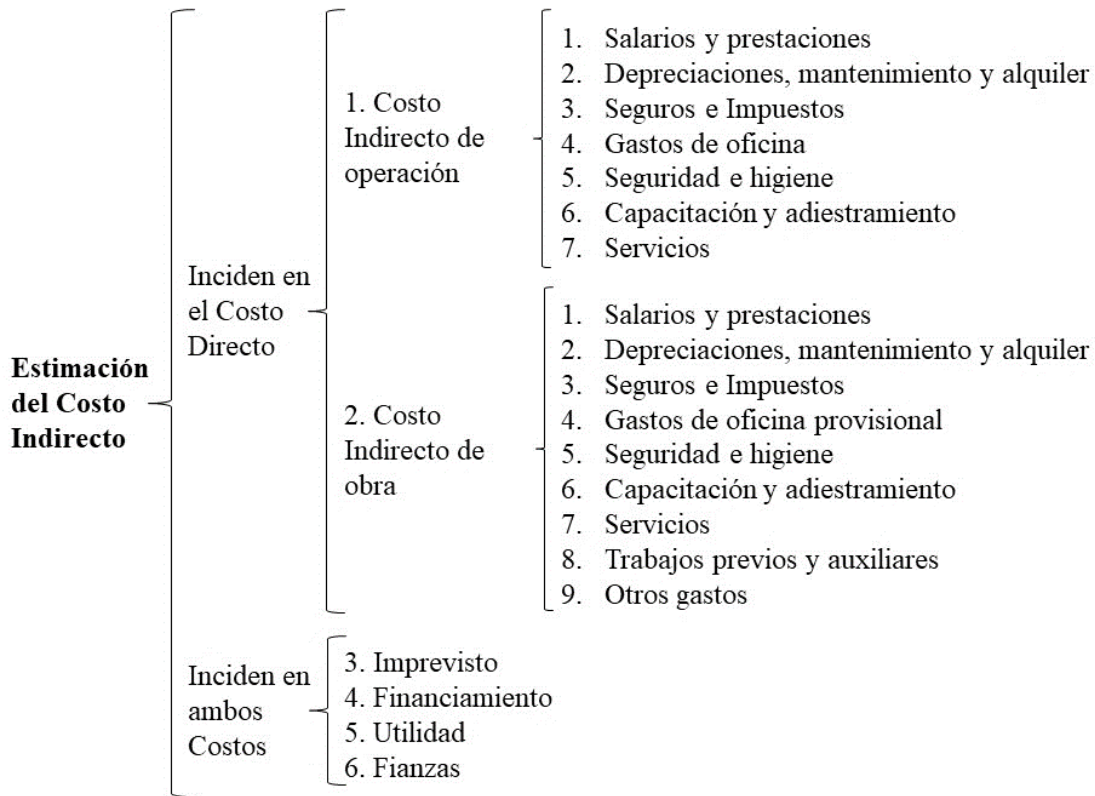 Estimación
del Costo
Indirecto
Inciden en
el Costo
Directo
1. Costo
Indirecto de
operación
1. Salarios y prestaciones
2. Depreciaciones, mantenimiento y alquiler
3. Seguros e Impuestos
4. Gastos de oficina
5. Seguridad e higiene
6. Capacitación y adiestramiento
7. Servicios
2. Costo
Indirecto de
obra
1. Salarios y prestaciones
2. Depreciaciones, mantenimiento y alquiler
3. Seguros e Impuestos
4. Gastos de oficina provisional
5. Seguridad e higiene
6. Capacitación y adiestramiento
7. Servicios
8. Trabajos previos y auxiliares
9. Otros gastos
Inciden en
ambos
Costos
3. Imprevisto
4. Financiamiento
5. Utilidad
6. Fianzas